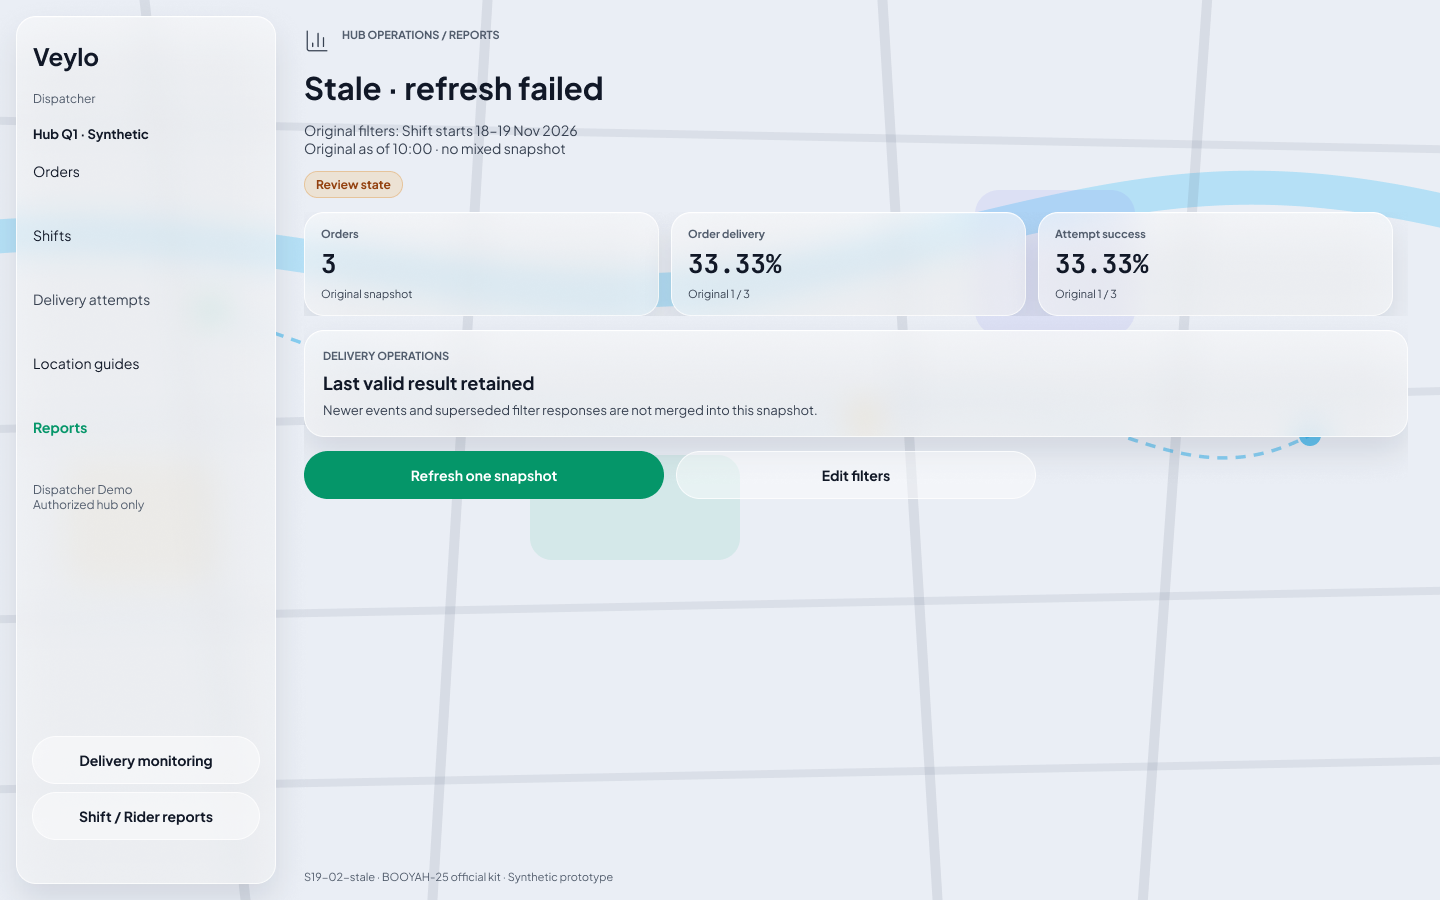 Veylo
Dispatcher
Hub Q1 · Synthetic
Orders
Shifts
Delivery attempts
Location guides
Reports
Dispatcher Demo
Authorized hub only
Delivery monitoring
Shift / Rider reports
HUB OPERATIONS / REPORTS
Stale · refresh failed
Original filters: Shift starts 18–19 Nov 2026
Original as of 10:00 · no mixed snapshot
Review state
Orders
3
Original snapshot
Order delivery
33.33%
Original 1 / 3
Attempt success
33.33%
Original 1 / 3
DELIVERY OPERATIONS
Last valid result retained
Newer events and superseded filter responses are not merged into this snapshot.
Refresh one snapshot
Edit filters
S19-02-stale · BOOYAH-25 official kit · Synthetic prototype